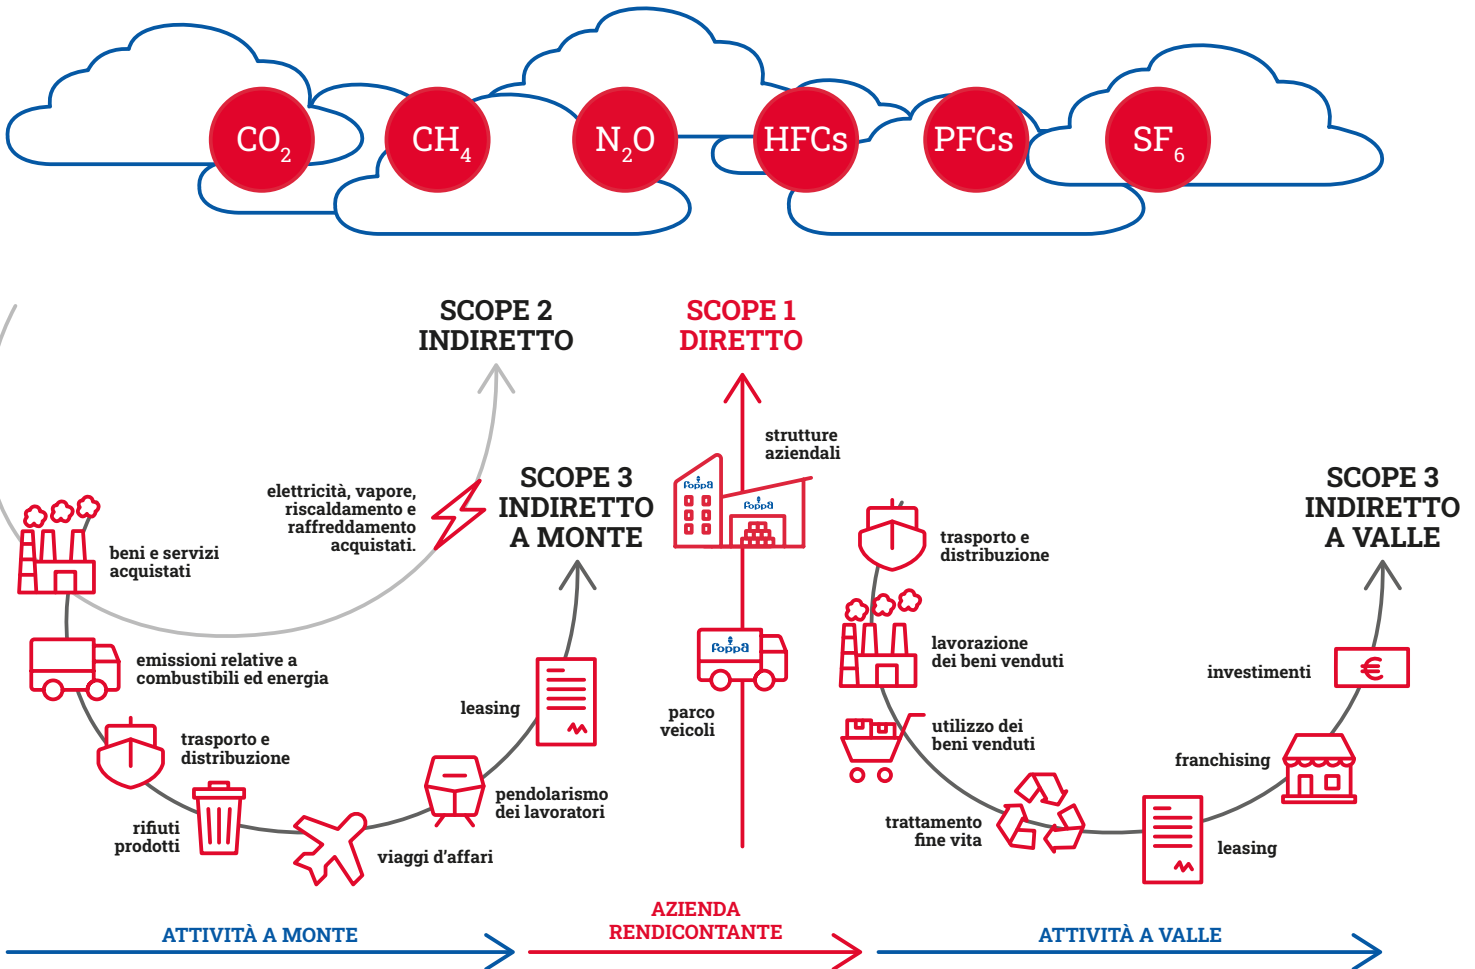 CO₂
CH₄
N₂O
HFCs
PFCs
SF₆
SCOPE 2
INDIRETTO
SCOPE 1
DIRETTO
elettricità, vapore,
riscaldamento e
raffreddamento
acquistati.
SCOPE 3
INDIRETTO
A MONTE
strutture
aziendali
foppa
foppa
SCOPE 3
INDIRETTO
A VALLE
beni e servizi
acquistati
emissioni relative a
combustibili ed energia
trasporto e
distribuzione
rifiuti
prodotti
viaggi d'affari
pendolarismo
dei lavoratori
leasing
foppa
parco
veicoli
trasporto e
distribuzione
lavorazione
dei beni venduti
utilizzo dei
beni venduti
trattamento
fine vita
leasing
franchising
investimenti
€
ATTIVITÀ A MONTE
AZIENDA
RENDICONTANTE
ATTIVITÀ A VALLE